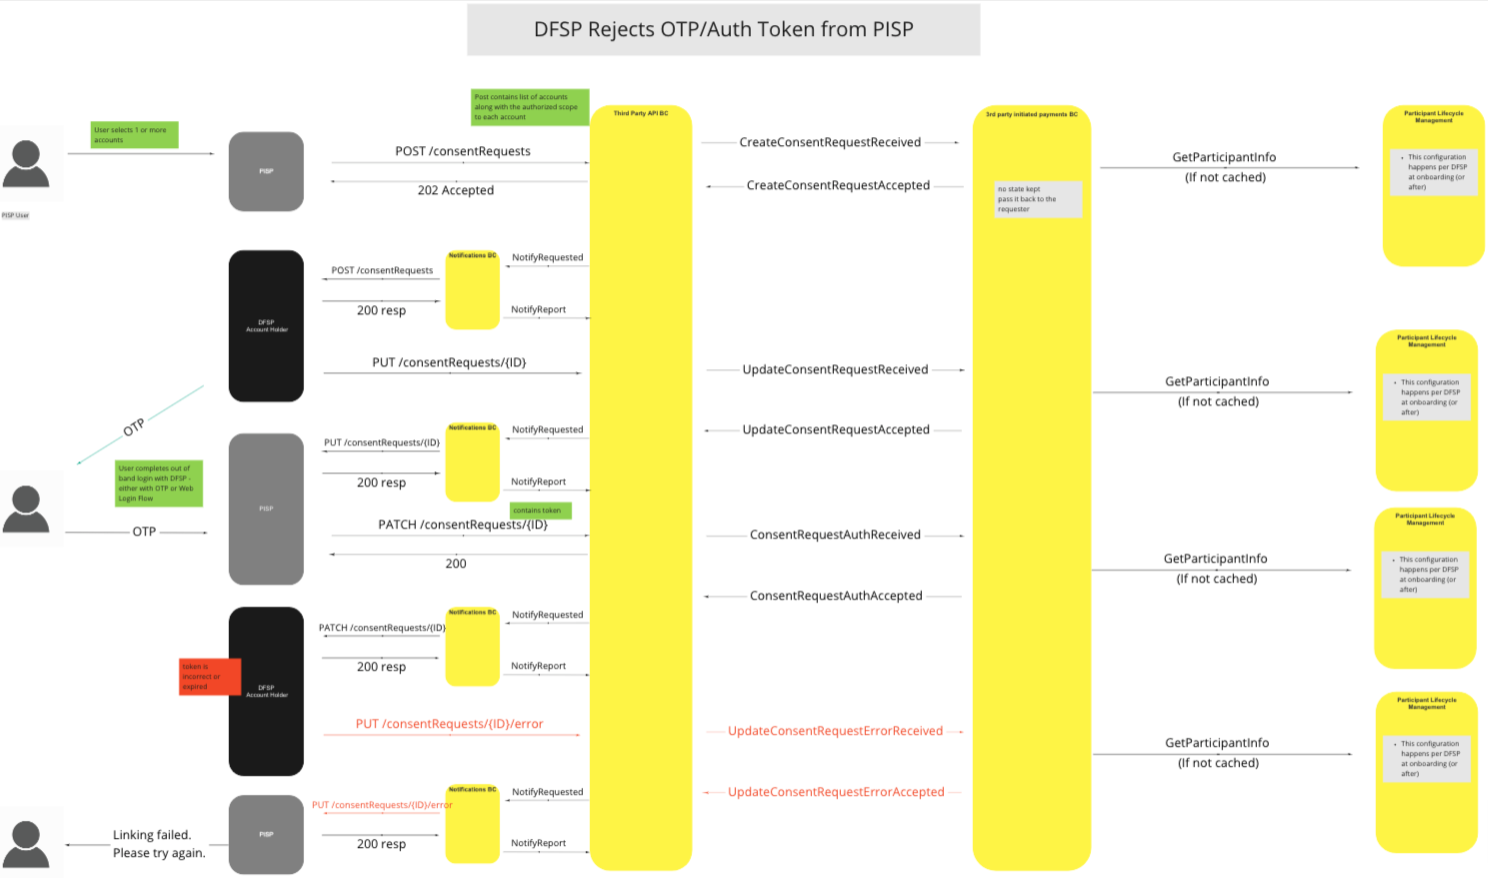 DFSP Rejects OTP/Auth Token from PISP
Post contains list of accounts
along with the authorized scope
to each account
User selects 1 or more
accounts
PISP
POST /consentRequests
202 Accepted
Third Party API BC
CreateConsentRequestReceived
CreateConsentRequestAccepted
3rd party initiated payments BC
no state kept
pass it back to the
requester
GetParticipantInfo
(If not cached)
Participant Lifecycle
Management
• This configuration
happens per DFSP
at onboarding (or
after)
PISP User
DFSP
Account Holder
POST /consentRequests
200 resp
Notifications BC
NotifyRequested
NotifyReport
PUT /consentRequests/{ID}
UpdateConsentRequestReceived
GetParticipantInfo
(If not cached)
Participant Lifecycle
Management
• This configuration
happens per DFSP
at onboarding (or
after)
OTP
PISP
PUT /consentRequests/{ID}
200 resp
Notifications BC
NotifyRequested
NotifyReport
UpdateConsentRequestAccepted
User completes out of
band login with DFSP -
either with OTP or Web
Login Flow
OTP
contains token
PATCH /consentRequests/{ID}
200
ConsentRequestAuthReceived
ConsentRequestAuthAccepted
GetParticipantInfo
(If not cached)
Participant Lifecycle
Management
• This configuration
happens per DFSP
at onboarding (or
after)
token is
incorrect or
expired
DFSP
Account Holder
PATCH /consentRequests/{ID}
200 resp
Notifications BC
NotifyRequested
NotifyReport
PUT /consentRequests/{ID}/error
UpdateConsentRequestErrorReceived
GetParticipantInfo
(If not cached)
Participant Lifecycle
Management
• This configuration
happens per DFSP
at onboarding (or
after)
UpdateConsentRequestErrorAccepted
Linking failed.
Please try again.
PISP
PUT /consentRequests/{ID}/error
200 resp
Notifications BC
NotifyRequested
NotifyReport